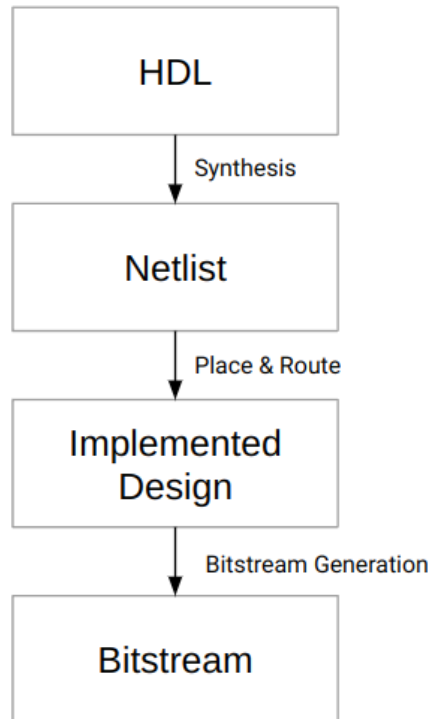 HDL
Synthesis
Netlist
Place & Route
Implemented
Design
Bitstream Generation
Bitstream